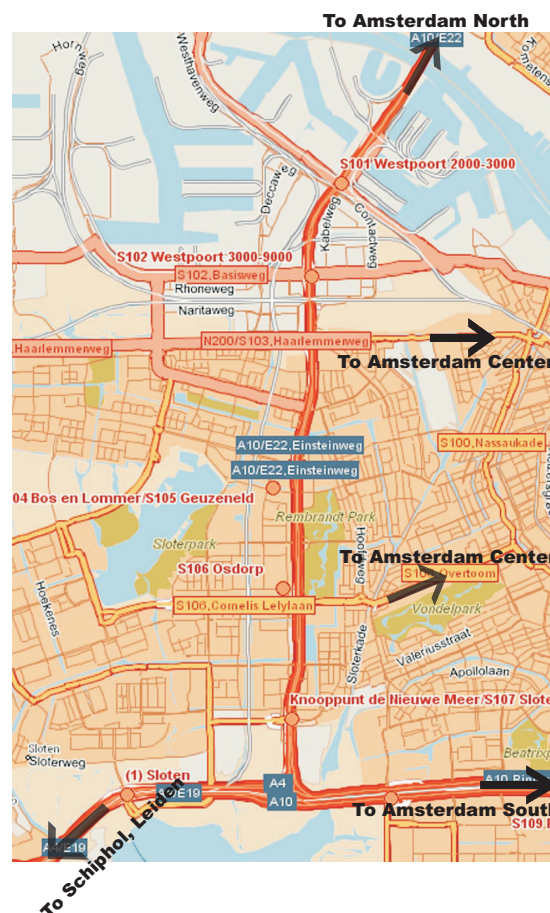 To Amsterdam North
A10/E22
Hornweg
Westhavenweg
S101 Westpoort 2000-3000
Deccaweg
Kabelweg
Contactweg
S102 Westpoort 3000-9000
S102,Basisweg
Rhoneweg
Naritaweg
N200/S103,Haarlemmerweg
,Haarlemmerweg
To Amsterdam Center
S100,Nassaukade
A10/E22,Einsteinweg
A10/E22,Einsteinweg
04 Bos en Lommer/S105 Geuzeneld
Rembrandt Park
Sloterpark
To Amsterdam Center
Overtoom
S106 Osdorp
S106,Cornelis Lelylaan
Vondelpark
Hoekenes
Sloterkade
Valeriusstraat
Apollolaan
Knooppunt de Nieuwe Meer/S107 Slote
Sloten
Sloterweg
Beatrixp
(1) Sloten
A4
A10
A10 Rin
To Amsterdam South
S109
A4/E19
To Schiphol, Leiden